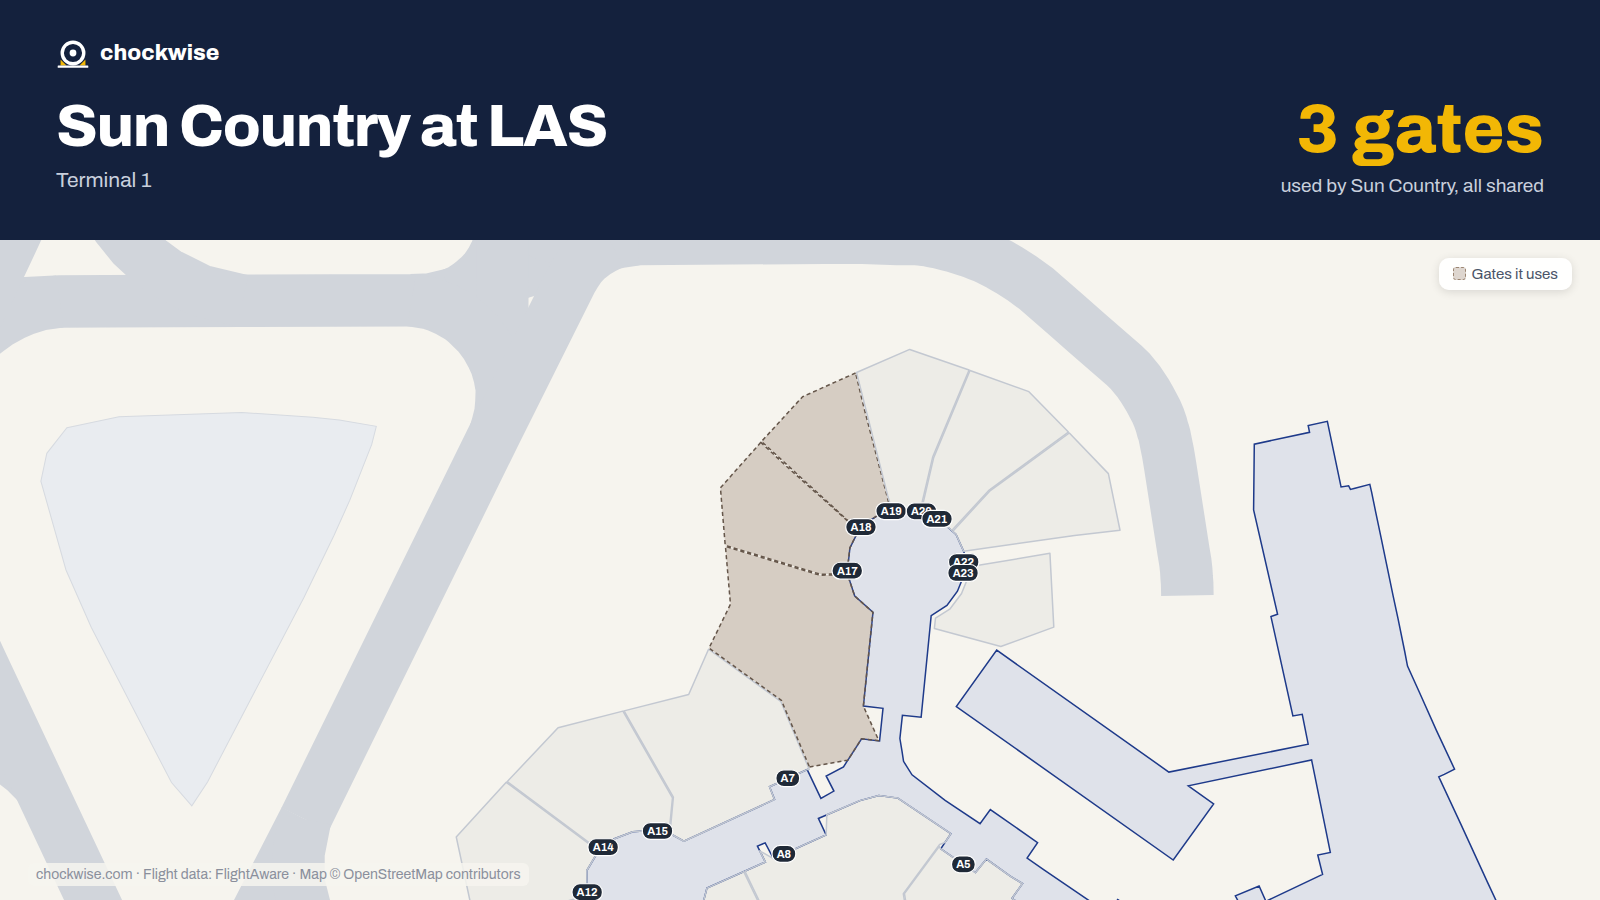 chockwise
Sun Country at LAS
Terminal 1
3 gates
used by Sun Country, all shared
Gates it uses
A19
A21
A18
A22
A17
A23
A7
A15
A14
A8
A5
A12
chockwise.com · Flight data: FlightAware · Map © OpenStreetMap contributors